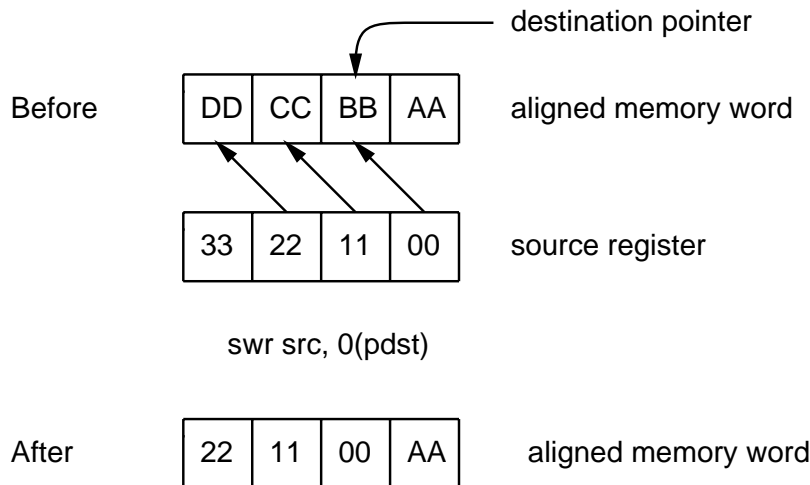 destination pointer
Before DD CC BB AA aligned memory word
33 22 11 00 source register
swr src, 0(pdst)
After 22 11 00 AA aligned memory word